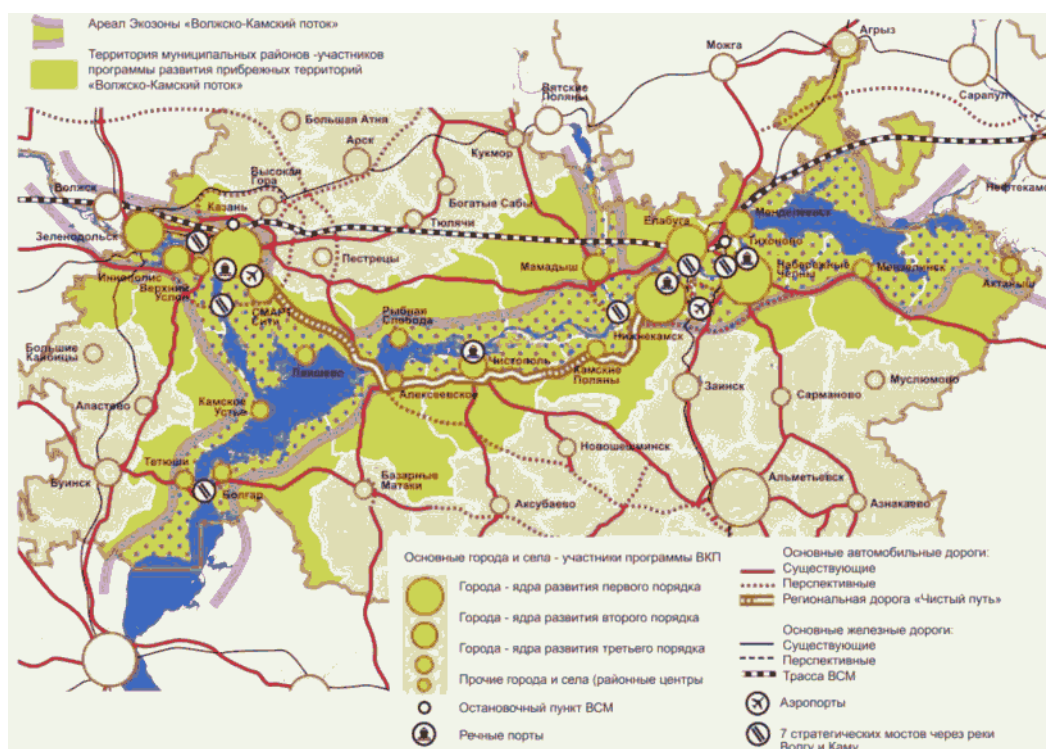 Ареал Экозоны «Волжско-Камский поток»
Территория муниципальных районов -участников
программы развития прибрежных территорий
«Волжско-Камский поток»
Агрыз
Можга
Сарапул
Вятские
Поляны
Большая Атня
Арск
Кукмор
Высокая
Гора
Волжск
Казань
Богатые Сабы
Тюлячи
Нефтекамск
Менделеевск
Елабуга
Тихоново
Зеленодольск
Пестрецы
Мамадыш
Набережные
Челны
Мензелинск
Актаныш
Иннополис
Верхний
Услон
СМАРТ
Сити
Рыбная
Слобода
Нижнекамск
Большие
Кайбицы
Лаишево
Чистополь
Камские
Поляны
Заинск
Муслюмово
Сарманово
Алексеевское
Апастово
Камское
Устье
Новошешминск
Тетюши
Буинск
Болгар
Базарные
Матаки
Аксубаево
Альметьевск
Азнакаево
Основные города и села - участники программы ВКП
Города - ядра развития первого порядка
Города - ядра развития второго порядка
Города - ядра развития третьего порядка
Прочие города и села (районные центры
Остановочный пункт ВСМ
Речные порты
Основные автомобильные дороги:
Существующие
Перспективные
Региональная дорога «Чистый путь»
Основные железные дороги:
Существующие
Перспективные
Трасса ВСМ
Аэропорты
7 стратегических мостов через реки
Волгу и Каму